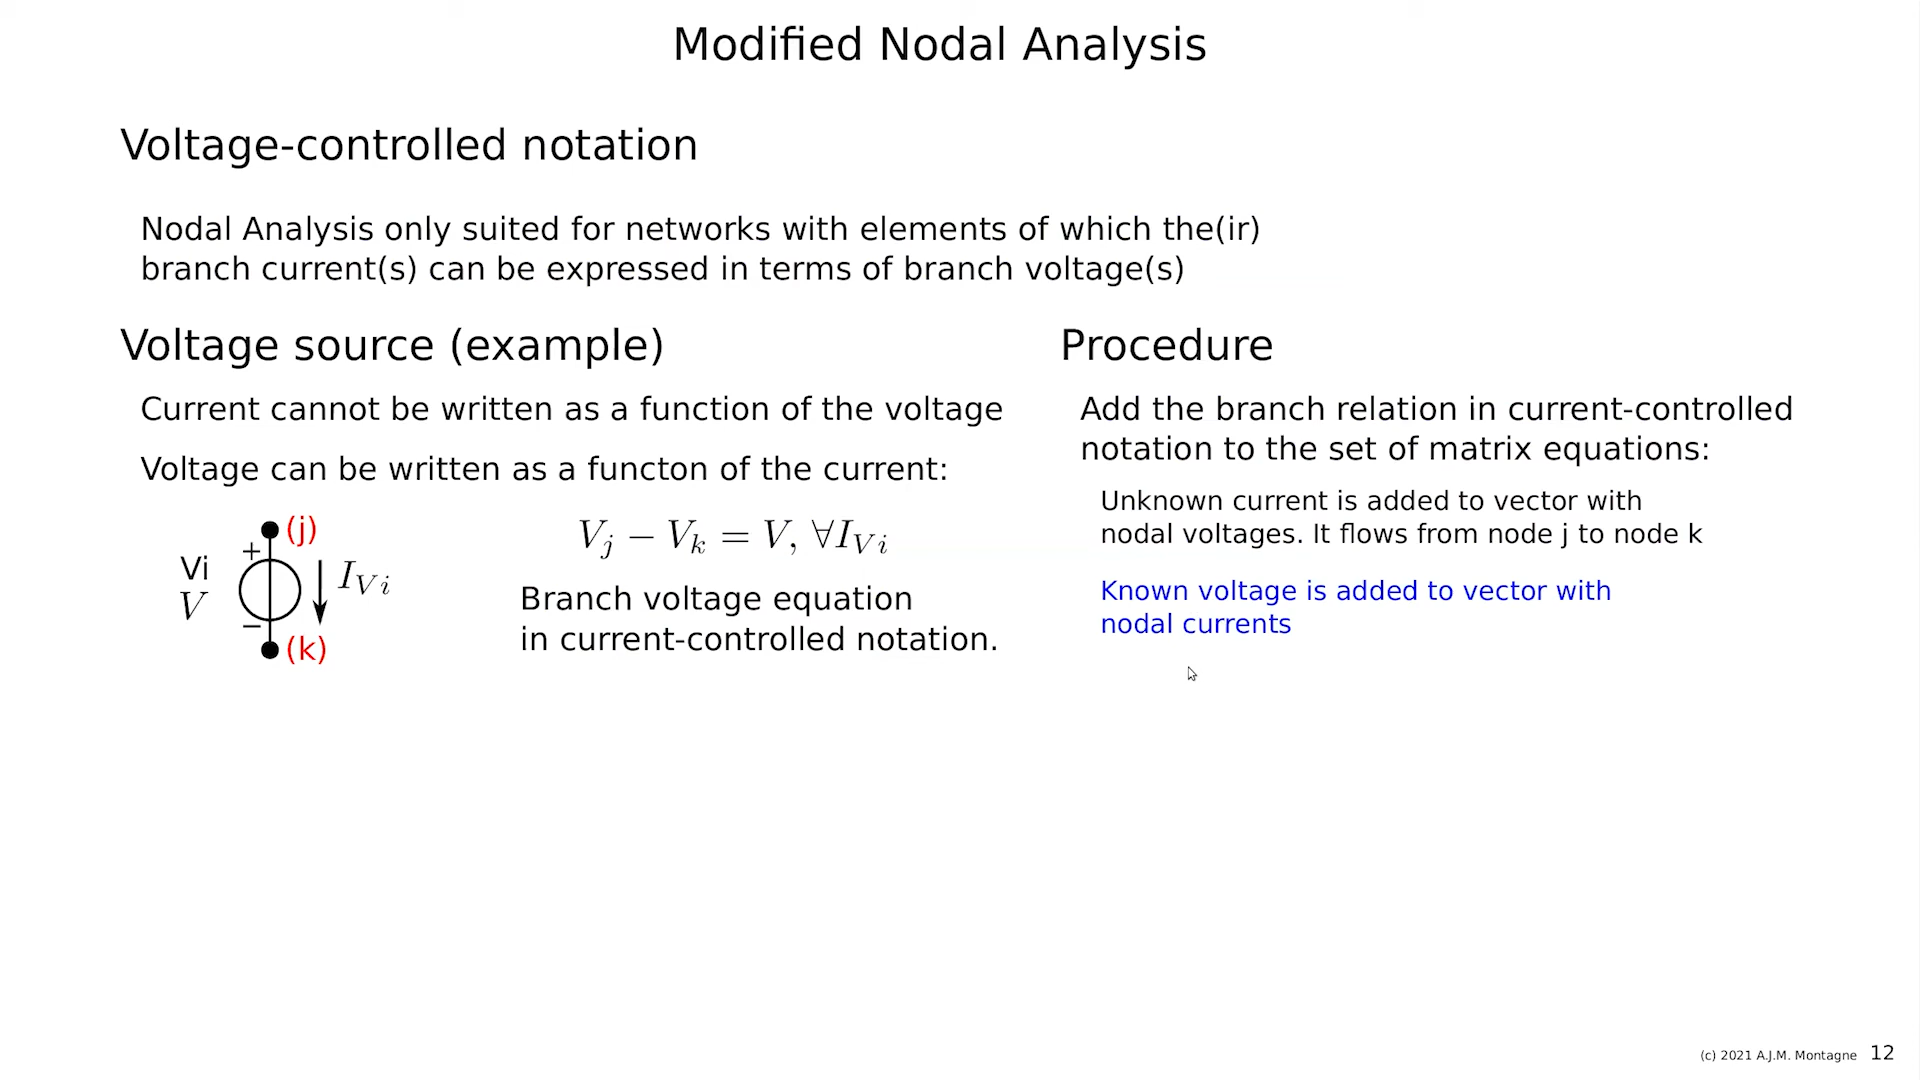 Modified Nodal Analysis
Voltage-controlled notation
Nodal Analysis only suited for networks with elements of which the(ir)
branch current(s) can be expressed in terms of branch voltage(s)
Voltage source (example)
Current cannot be written as a function of the voltage
Voltage can be written as a functon of the current:
(j)
+
Vi
V
I_{Vi}
−
(k)
V_j − V_k = V, ∀I_{Vi}
Branch voltage equation
in current-controlled notation.
Procedure
Add the branch relation in current-controlled
notation to the set of matrix equations:
Unknown current is added to vector with
nodal voltages. It flows from node j to node k
Known voltage is added to vector with
nodal currents
(c) 2021 A.J.M. Montagne 12